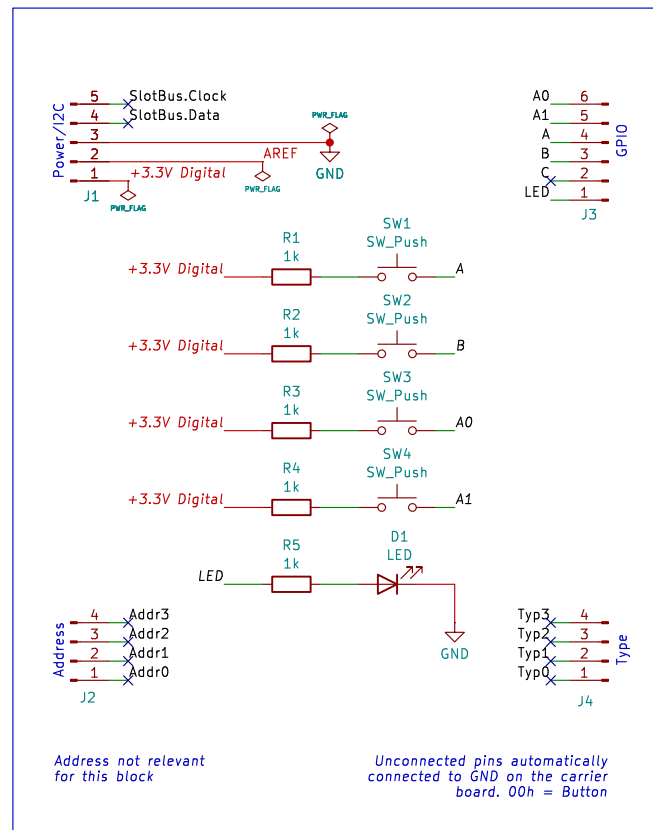 Power/I2C
5 SlotBus.Clock
4 SlotBus.Data
3
2 AREF
1 +3.3V Digital
J1
PWR_FLAG
PWR_FLAG
PWR_FLAG
GND
A0 6
A1 5
A 4
B 3
C 2
LED 1
GPIO
J3
R1
1k
SW1
SW_Push
+3.3V Digital
A
R2
1k
SW2
SW_Push
+3.3V Digital
B
R3
1k
SW3
SW_Push
+3.3V Digital
A0
R4
1k
SW4
SW_Push
+3.3V Digital
A1
R5
1k
D1
LED
LED
GND
Address
4 Addr3
3 Addr2
2 Addr1
1 Addr0
J2
Typ3 4
Typ2 3
Typ1 2
Typ0 1
Type
J4
Address not relevant
for this block
Unconnected pins automatically
connected to GND on the carrier
board. 00h = Button